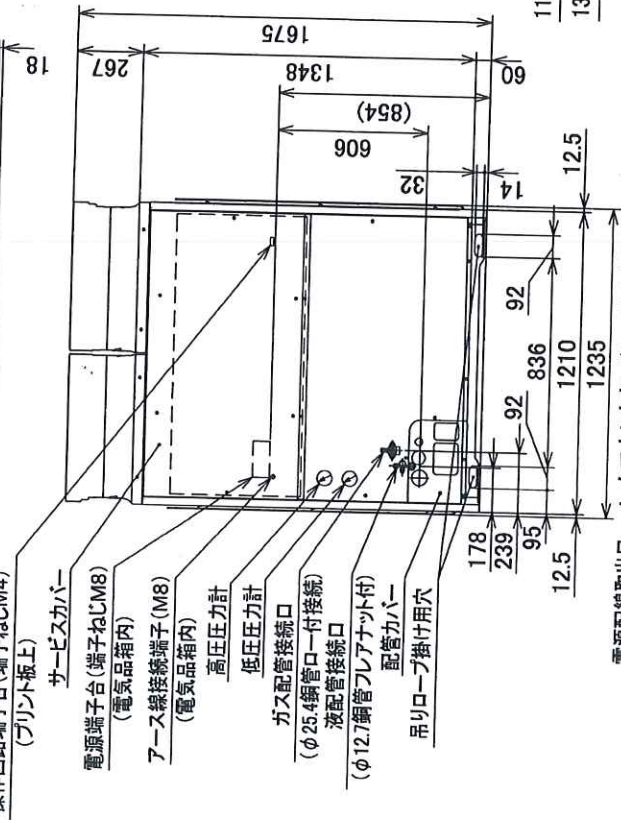 (プリント板上)
サービスカバー
電源端子台(端子ねじM8)
(電気品箱内)
アース線接続端子(M8)
(電気品箱内)
高圧圧力計
低圧圧力計
ガス配管接続口
(φ25.4銅管ロー付接続)
液配管接続口
(φ12.7銅管フレアナット付)
配管カバー
吊りロープ掛け用穴
18
267
1675
1348
(854)
606
60
32
14
12.5
92
836
1210
1235
92
178
239
95
12.5
11
13